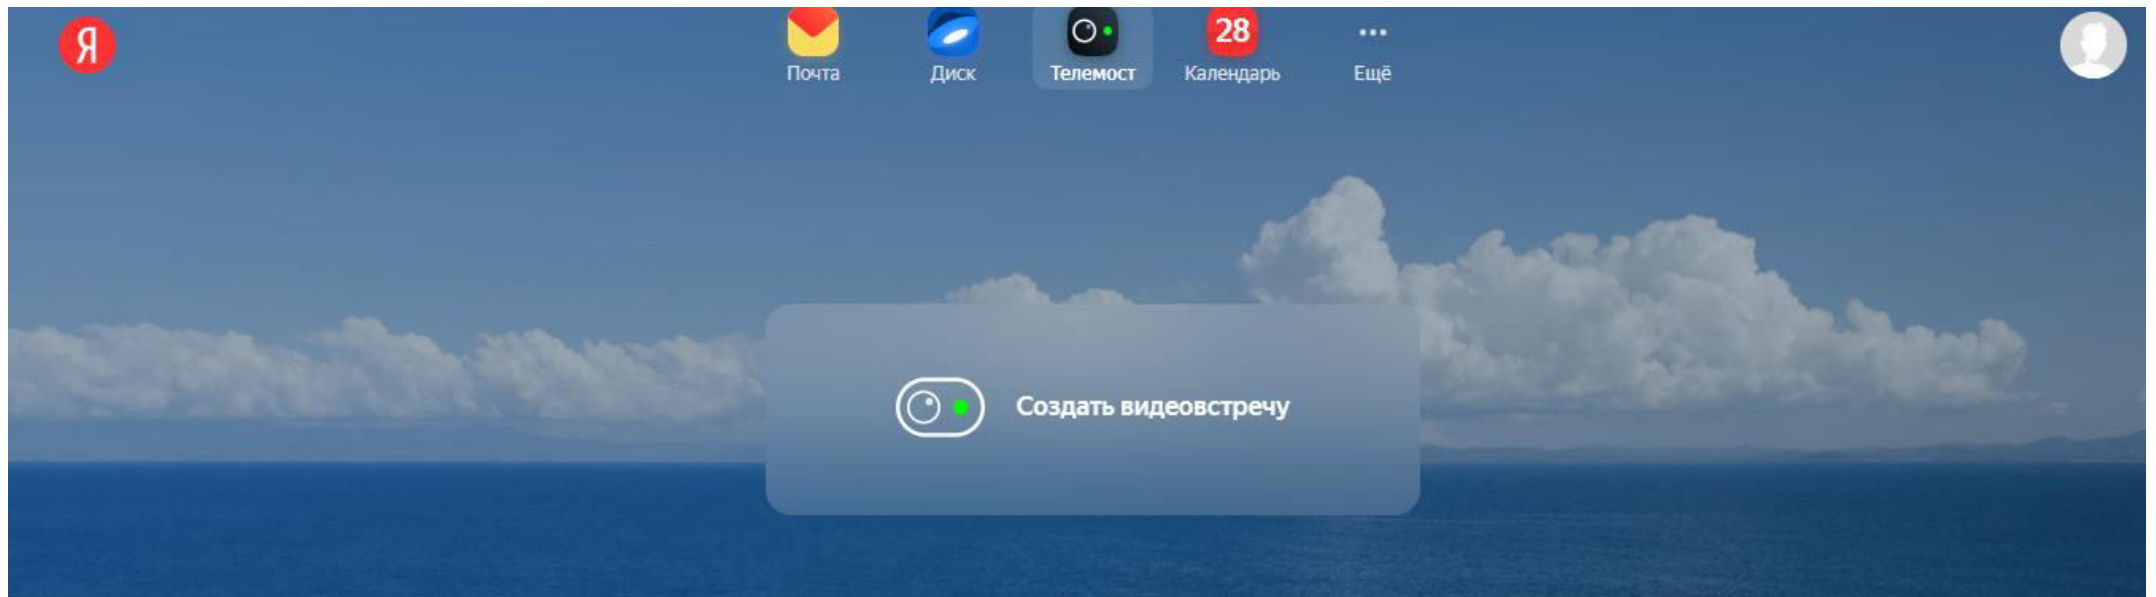 Я
28
Почта
Диск
Телемост
Календарь
Ещё
Создать видеовстречу